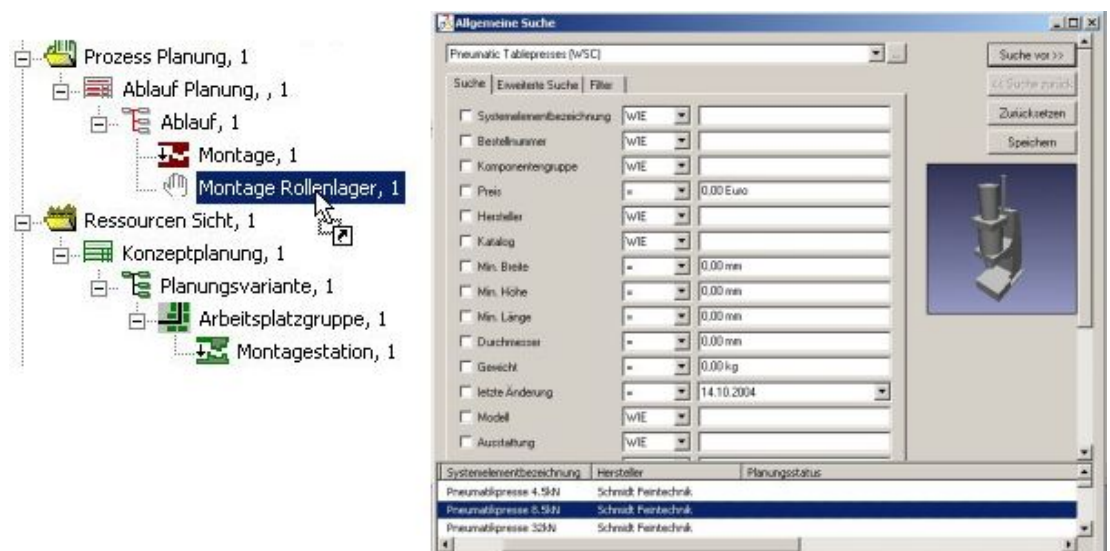 Prozess Planung, 1
Ablauf Planung, , 1
Ablauf, 1
Montage, 1
Montage Rollenlager, 1
Ressourcen Sicht, 1
Konzeptplanung, 1
Planungsvariante, 1
Arbeitsplatzgruppe, 1
Montagestation, 1
Allgemeine Suche
Pneumatic Tablepresses (WSC)
...
Suche vor >>
<< Suche zurück
Zurücksetzen
Speichern
Suche Erweiterte Suche Filter
Systemelementbezeichnung WIE
Bestellnummer WIE
Komponentengruppe WIE
Preis = 0,00 Euro
Hersteller WIE
Katalog WIE
Min. Breite = 0,00 mm
Min. Höhe = 0,00 mm
Min. Länge = 0,00 mm
Durchmesser = 0,00 mm
Gewicht = 0,00 kg
letzte Änderung = 14.10.2004
Modell WIE
Ausstattung WIE
Systemelementbezeichnung Hersteller Planungsstatus
Pneumatikpresse 4.5kN Schmidt Feintechnik
Pneumatikpresse 8.5kN Schmidt Feintechnik
Pneumatikpresse 32kN Schmidt Feintechnik